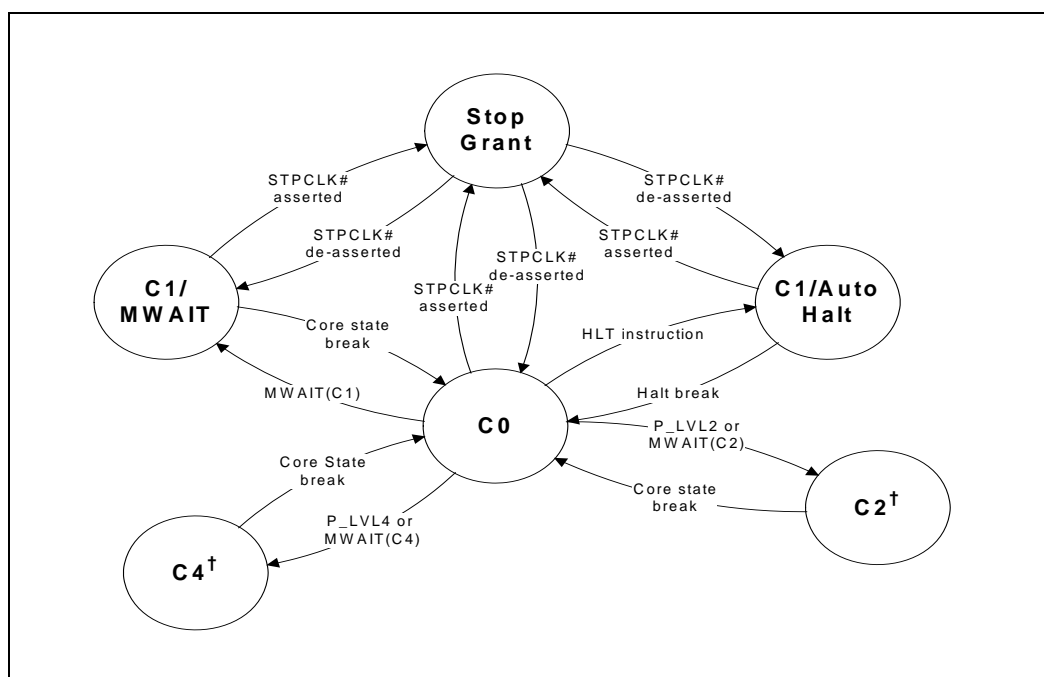 Stop
Grant
STPCLK#
asserted
STPCLK#
de-asserted
STPCLK#
de-asserted
STPCLK#
asserted
STPCLK#
de-asserted
STPCLK#
asserted
C1/
MWAIT
C1/Auto
Halt
Core state
break
HLT instruction
MWAIT(C1)
Halt break
C0
P_LVL2 or
MWAIT(C2)
Core State
break
Core state
break
C2†
P_LVL4 or
MWAIT(C4)
C4†